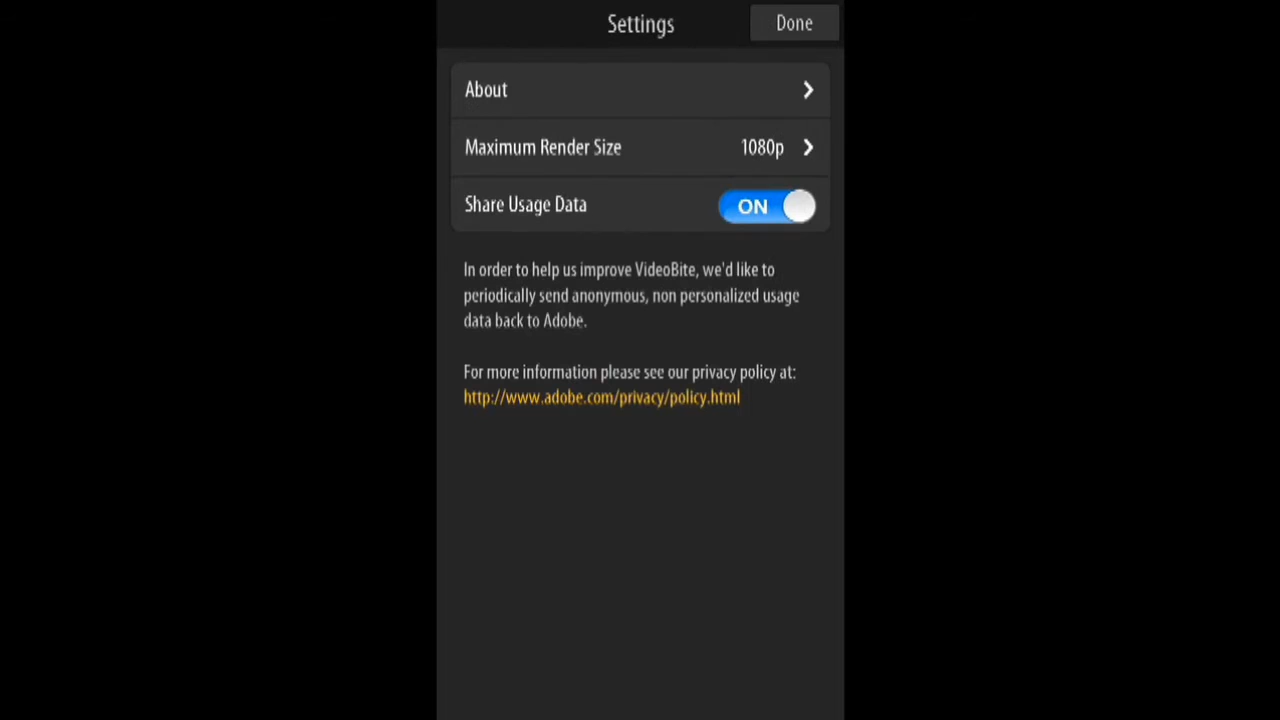 Settings
Done
About
Maximum Render Size 1080p
Share Usage Data ON
In order to help us improve VideoBite, we'd like to
periodically send anonymous, non personalized usage
data back to Adobe.
For more information please see our privacy policy at:
http://www.adobe.com/privacy/policy.html